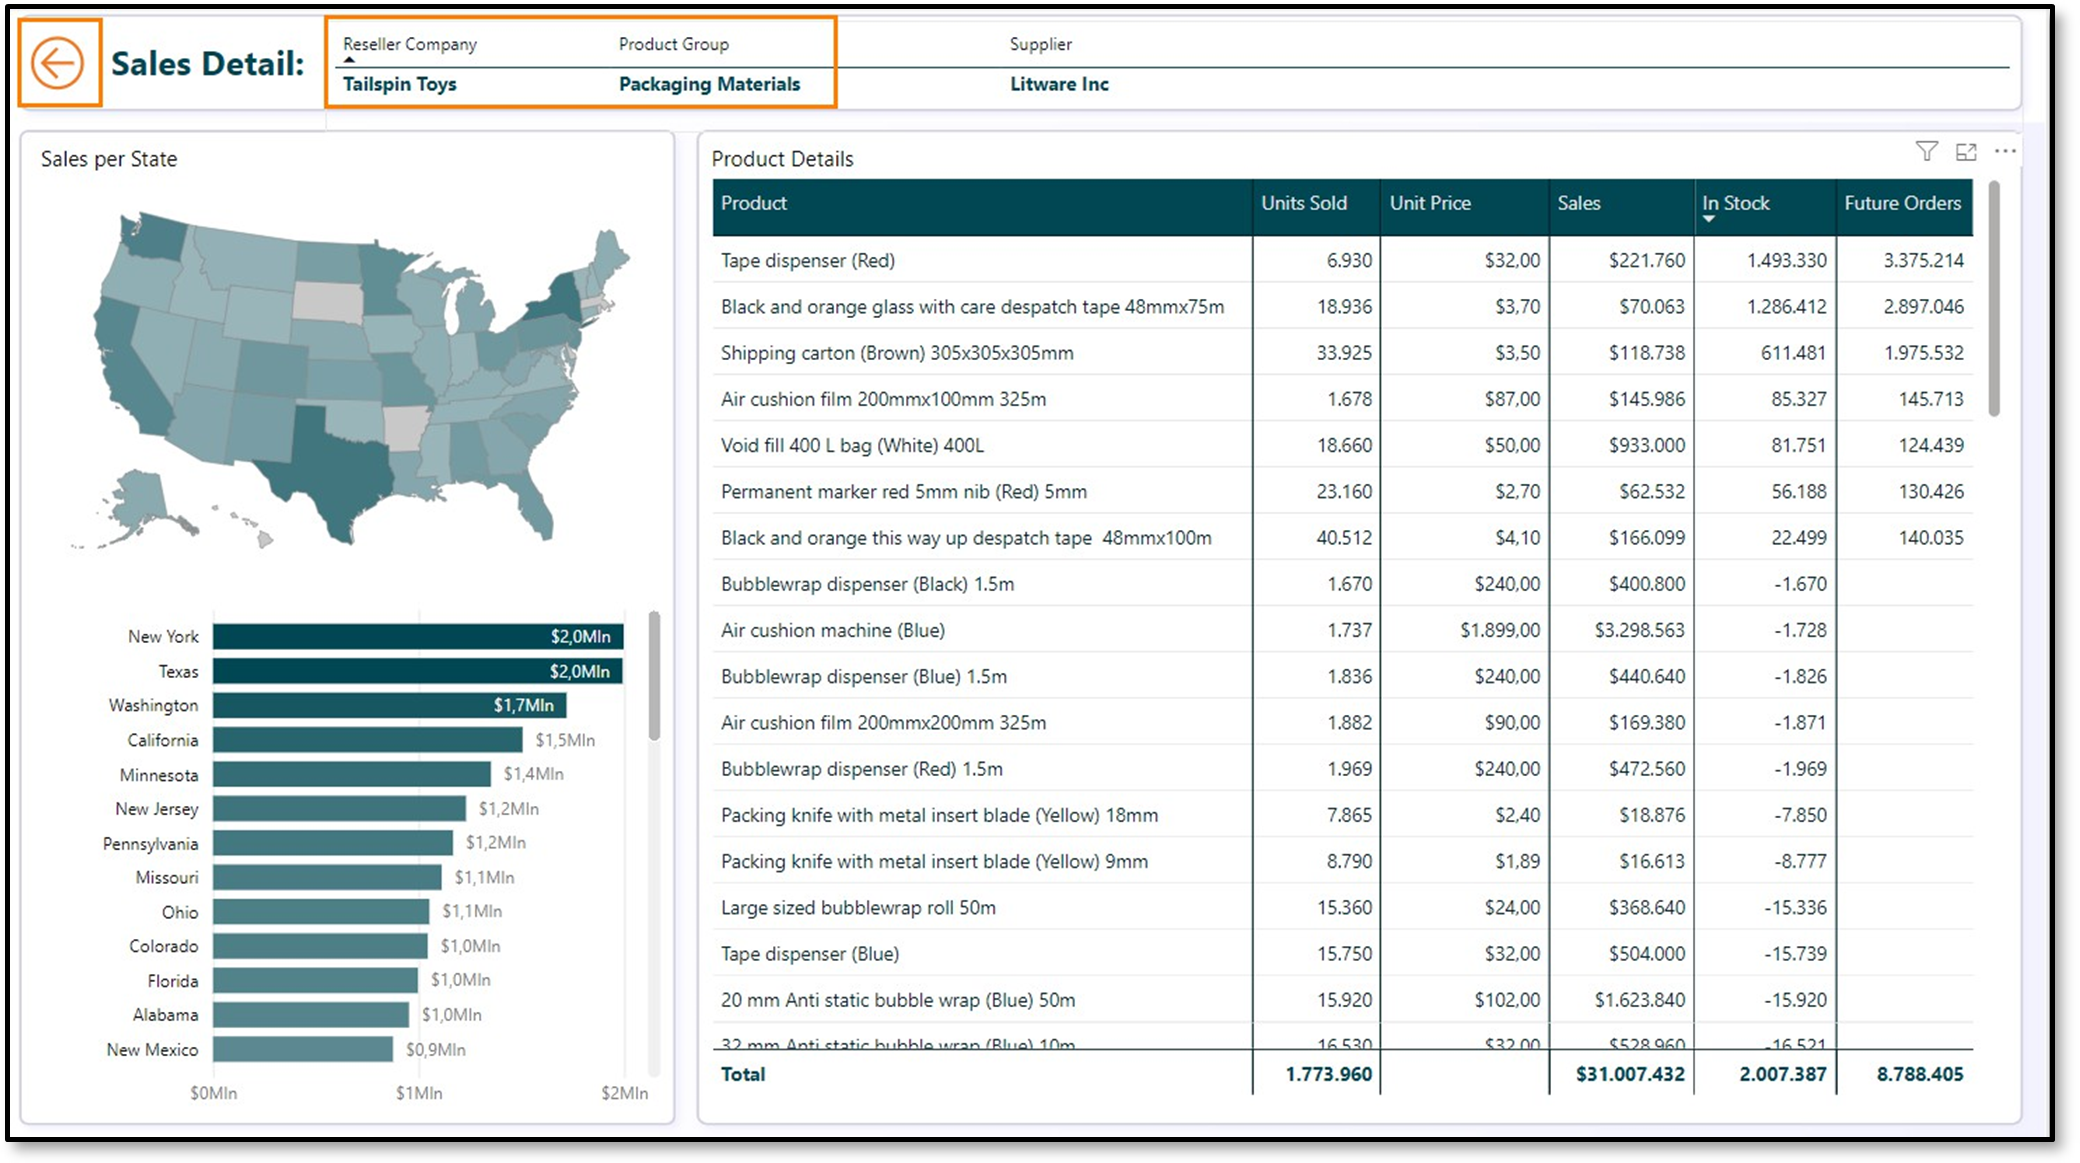 Sales Detail:
Reseller Company Product Group Supplier
Tailspin Toys Packaging Materials Litware Inc
Sales per State
New York $2,0Mln
Texas $2,0Mln
Washington $1,7Mln
California $1,5Mln
Minnesota $1,4Mln
New Jersey $1,2Mln
Pennsylvania $1,2Mln
Missouri $1,1Mln
Ohio $1,1Mln
Colorado $1,0Mln
Florida $1,0Mln
Alabama $1,0Mln
New Mexico $0,9Mln
$0Mln $1Mln $2Mln
Product Details
Product Units Sold Unit Price Sales In Stock Future Orders
Tape dispenser (Red) 6.930 $32,00 $221.760 1.493.330 3.375.214
Black and orange glass with care despatch tape 48mmx75m 18.936 $3,70 $70.063 1.286.412 2.897.046
Shipping carton (Brown) 305x305x305mm 33.925 $3,50 $118.738 611.481 1.975.532
Air cushion film 200mmx100mm 325m 1.678 $87,00 $145.986 85.327 145.713
Void fill 400 L bag (White) 400L 18.660 $50,00 $933.000 81.751 124.439
Permanent marker red 5mm nib (Red) 5mm 23.160 $2,70 $62.532 56.188 130.426
Black and orange this way up despatch tape 48mmx100m 40.512 $4,10 $166.099 22.499 140.035
Bubblewrap dispenser (Black) 1.5m 1.670 $240,00 $400.800 -1.670
Air cushion machine (Blue) 1.737 $1.899,00 $3.298.563 -1.728
Bubblewrap dispenser (Blue) 1.5m 1.836 $240,00 $440.640 -1.826
Air cushion film 200mmx200mm 325m 1.882 $90,00 $169.380 -1.871
Bubblewrap dispenser (Red) 1.5m 1.969 $240,00 $472.560 -1.969
Packing knife with metal insert blade (Yellow) 18mm 7.865 $2,40 $18.876 -7.850
Packing knife with metal insert blade (Yellow) 9mm 8.790 $1,89 $16.613 -8.777
Large sized bubblewrap roll 50m 15.360 $24,00 $368.640 -15.336
Tape dispenser (Blue) 15.750 $32,00 $504.000 -15.739
20 mm Anti static bubble wrap (Blue) 50m 15.920 $102,00 $1.623.840 -15.920
32 mm Anti static bubble wrap (Blue) 10m 16.530 $32,00 $528.960 -16.521
Total 1.773.960 $31.007.432 2.007.387 8.788.405